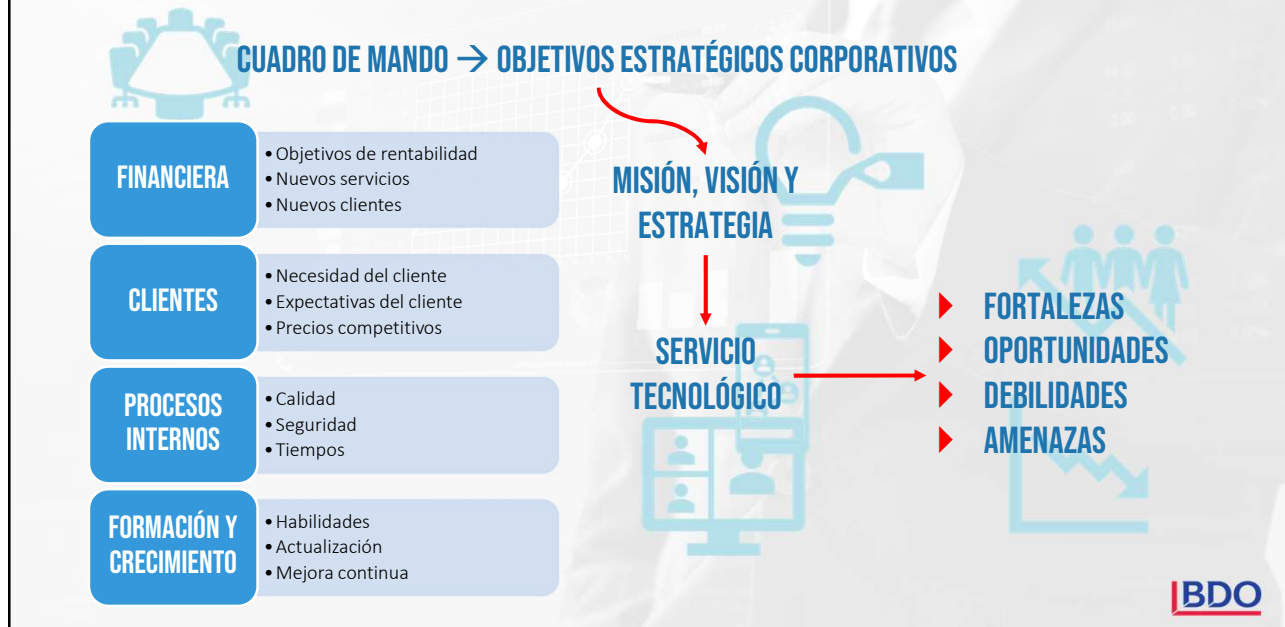 CUADRO DE MANDO → OBJETIVOS ESTRATÉGICOS CORPORATIVOS
FINANCIERA
• Objetivos de rentabilidad
• Nuevos servicios
• Nuevos clientes
CLIENTES
• Necesidad del cliente
• Expectativas del cliente
• Precios competitivos
PROCESOS
INTERNOS
• Calidad
• Seguridad
• Tiempos
FORMACIÓN Y
CRECIMIENTO
• Habilidades
• Actualización
• Mejora continua
MISIÓN, VISIÓN Y
ESTRATEGIA
SERVICIO
TECNOLÓGICO
FORTALEZAS
OPORTUNIDADES
DEBILIDADES
AMENAZAS
BDO